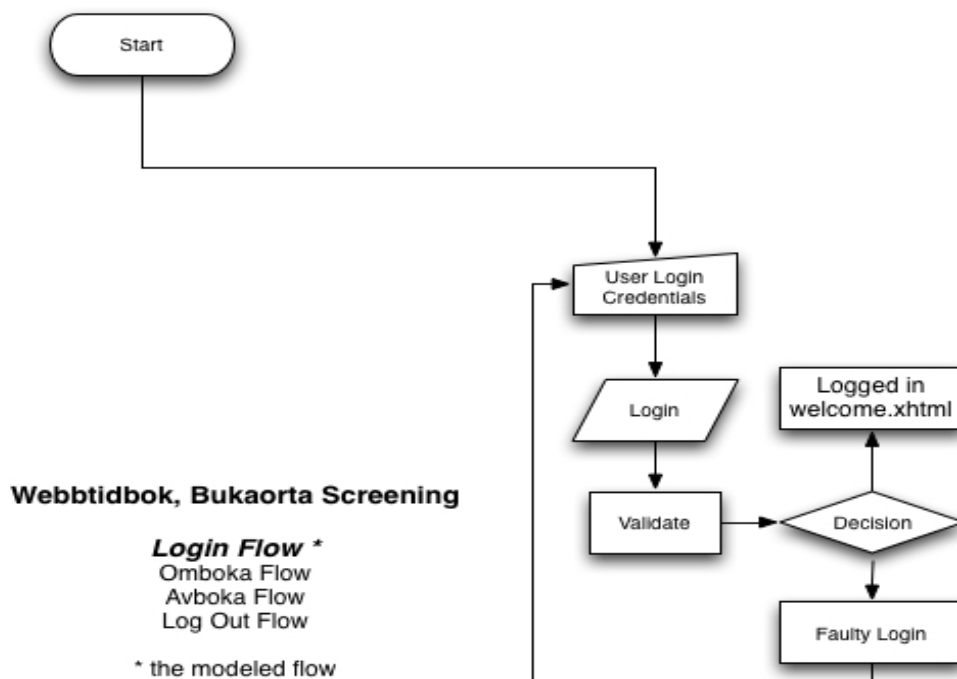 Start
User Login
Credentials
Login
Logged in
welcome.xhtml
Validate
Decision
Faulty Login
Webbtidbok, Bukaorta Screening
Login Flow *
Omboka Flow
Avboka Flow
Log Out Flow
* the modeled flow